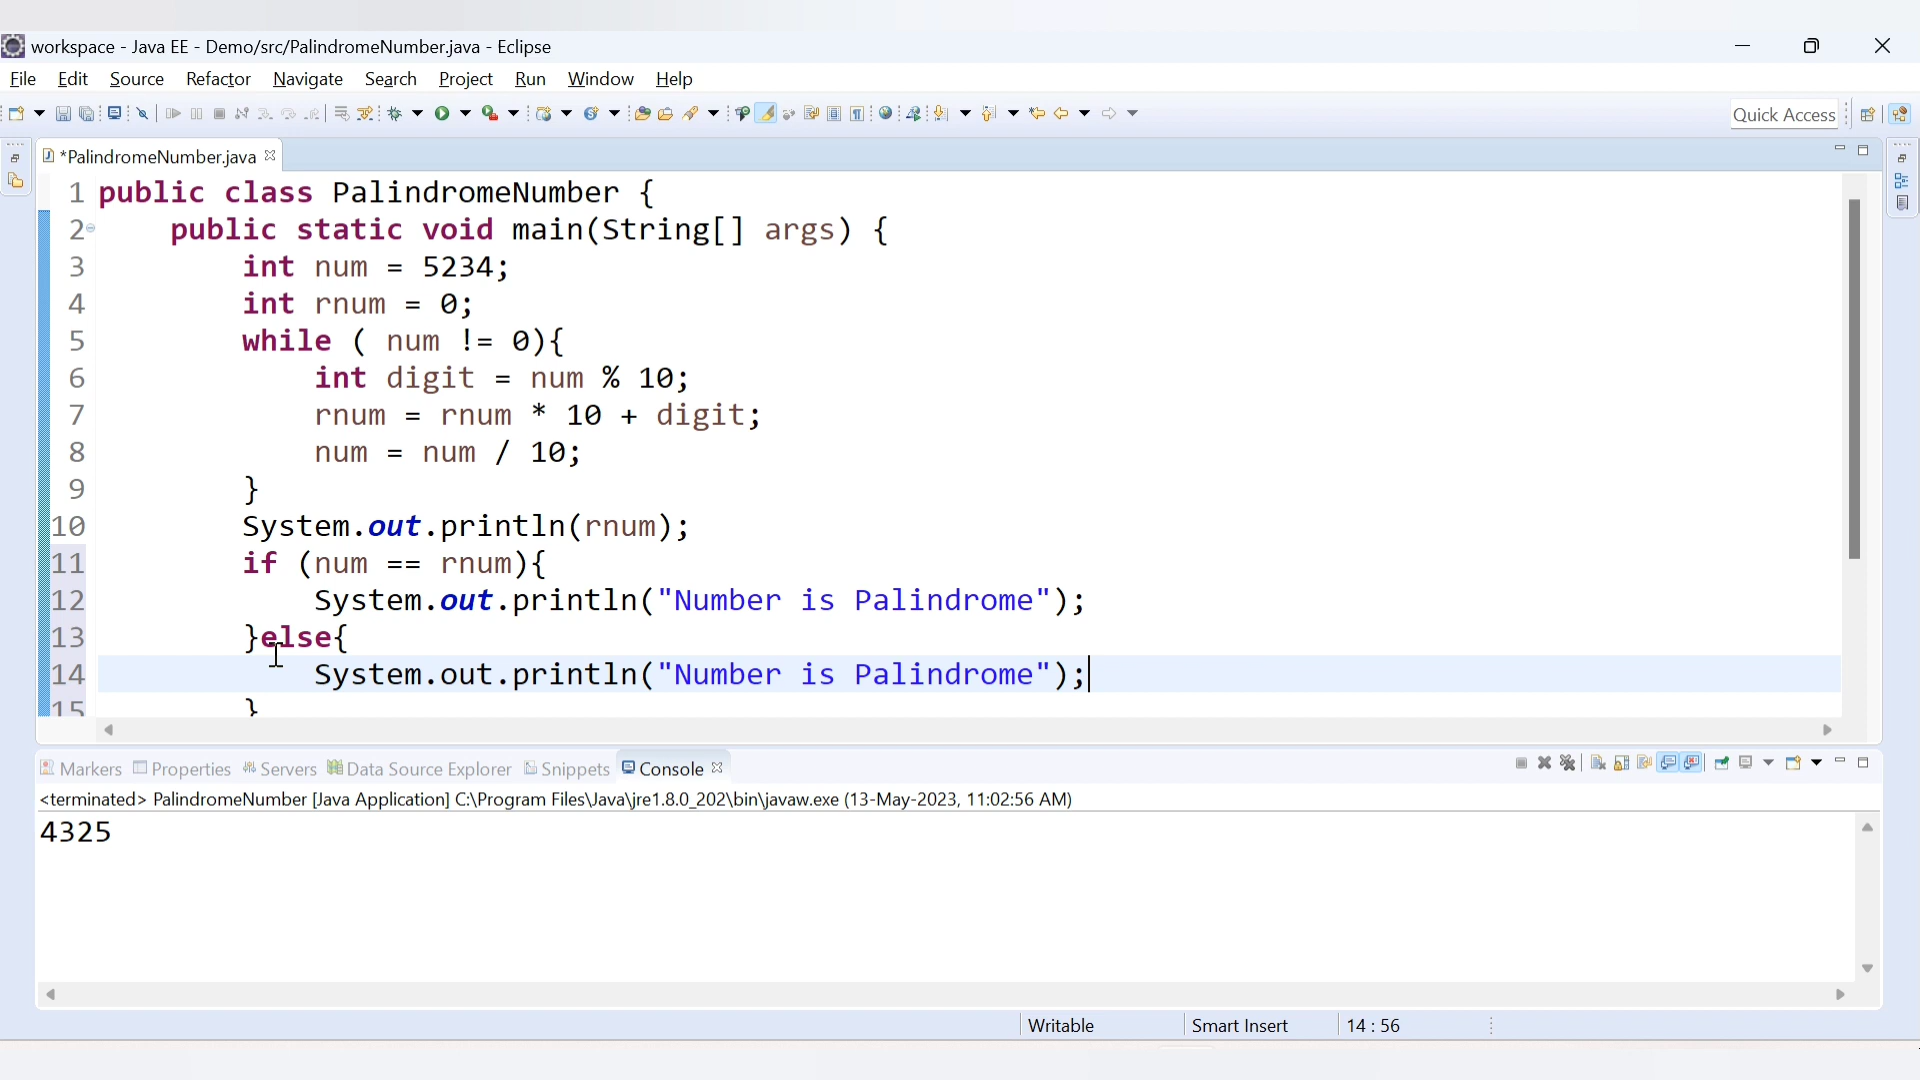 workspace - Java EE - Demo/src/PalindromeNumber.java - Eclipse
File Edit Source Refactor Navigate Search Project Run Window Help
Quick Access
*PalindromeNumber.java
1 public class PalindromeNumber {
2 public static void main(String[] args) {
3 int num = 5234;
4 int rnum = 0;
5 while ( num != 0){
6 int digit = num % 10;
7 rnum = rnum * 10 + digit;
8 num = num / 10;
9 }
10 System.out.println(rnum);
11 if (num == rnum){
12 System.out.println("Number is Palindrome");
13 }else{
14 System.out.println("Number is Palindrome");
15 }
Markers Properties Servers Data Source Explorer Snippets Console
<terminated> PalindromeNumber [Java Application] C:\Program Files\Java\jre1.8.0_202\bin\javaw.exe (13-May-2023, 11:02:56 AM)
4325
Writable Smart Insert 14 : 56